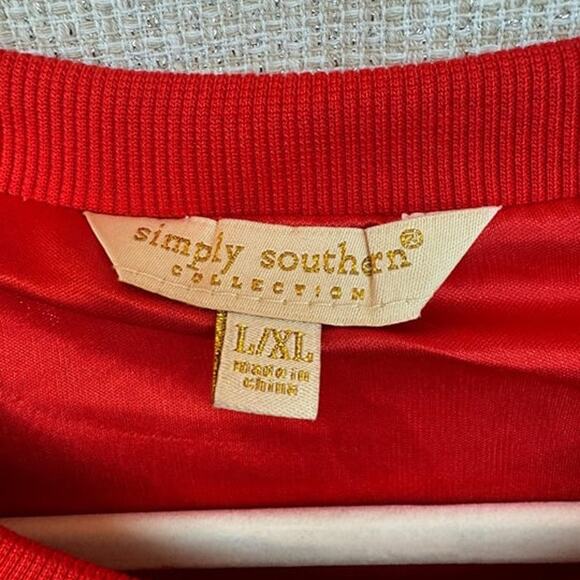 simply southern®
COLLECTION
L/XL
made in
china